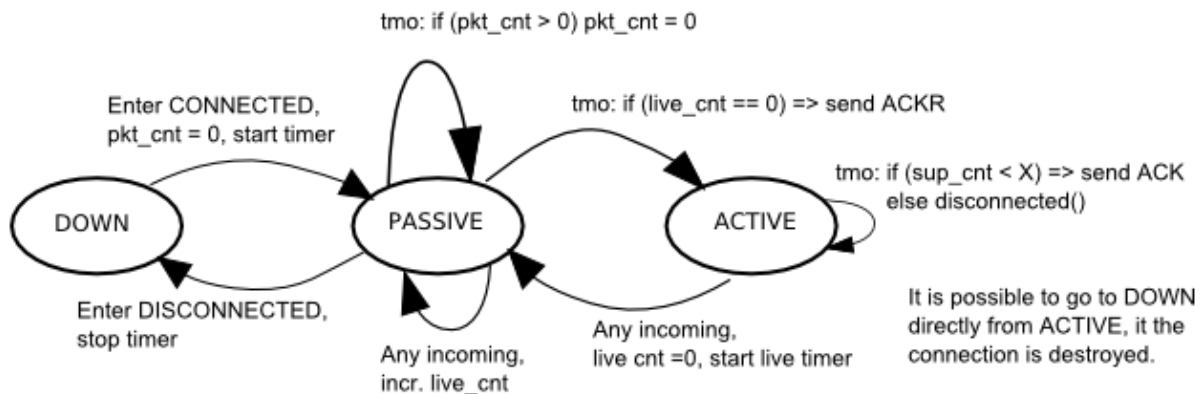 tmo: if (pkt_cnt > 0) pkt_cnt = 0
Enter CONNECTED,
pkt_cnt = 0, start timer
tmo: if (live_cnt == 0) => send ACKR
tmo: if (sup_cnt < X) => send ACK
else disconnected()
DOWN
PASSIVE
ACTIVE
Enter DISCONNECTED,
stop timer
Any incoming,
incr. live_cnt
Any incoming,
live cnt =0, start live timer
It is possible to go to DOWN
directly from ACTIVE, it the
connection is destroyed.